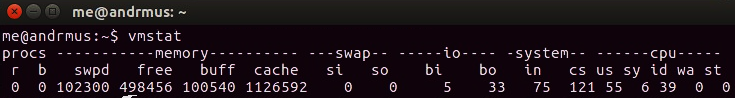 me@andrmus: ~
me@andrmus:~$ vmstat
procs -----------memory---------- ---swap-- -----io---- -system-- ------cpu-----
 r  b   swpd   free   buff  cache   si   so    bi    bo   in   cs us sy id wa st
 0  0 102300 498456 100540 1126592    0    0     5    33   75  121 55  6 39  0  0